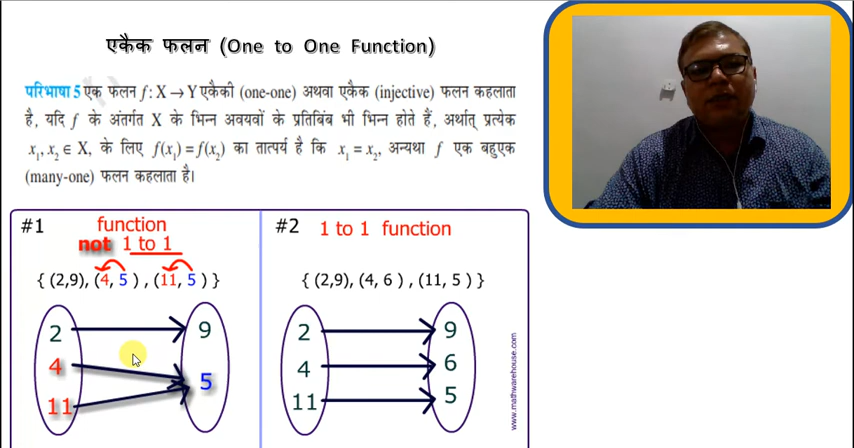 एकैक फलन (One to One Function)
परिभाषा 5 एक फलन f : X → Y एकैकी (one-one) अथवा एकैक (injective) फलन कहलाता
है, यदि f के अंतर्गत X के भिन्न अवयवों के प्रतिबिंब भी भिन्न होते हैं, अर्थात् प्रत्येक
x₁, x₂ ∈ X, के लिए f(x₁) = f(x₂) का तात्पर्य है कि x₁ = x₂, अन्यथा f एक बहुएक
(many-one) फलन कहलाता है।
#1 function
not 1 to 1
{ (2,9), (4, 5 ) , (11, 5 ) }
2 9
4 5
11
#2 1 to 1 function
{ (2,9), (4, 6 ) , (11, 5 ) }
2 9
4 6
11 5
www.mathwarehouse.com